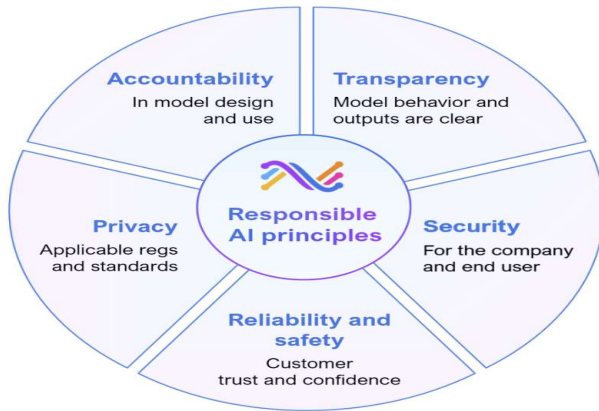 Accountability
In model design
and use
Transparency
Model behavior and
outputs are clear
Responsible
AI principles
Privacy
Applicable regs
and standards
Security
For the company
and end user
Reliability and
safety
Customer
trust and confidence